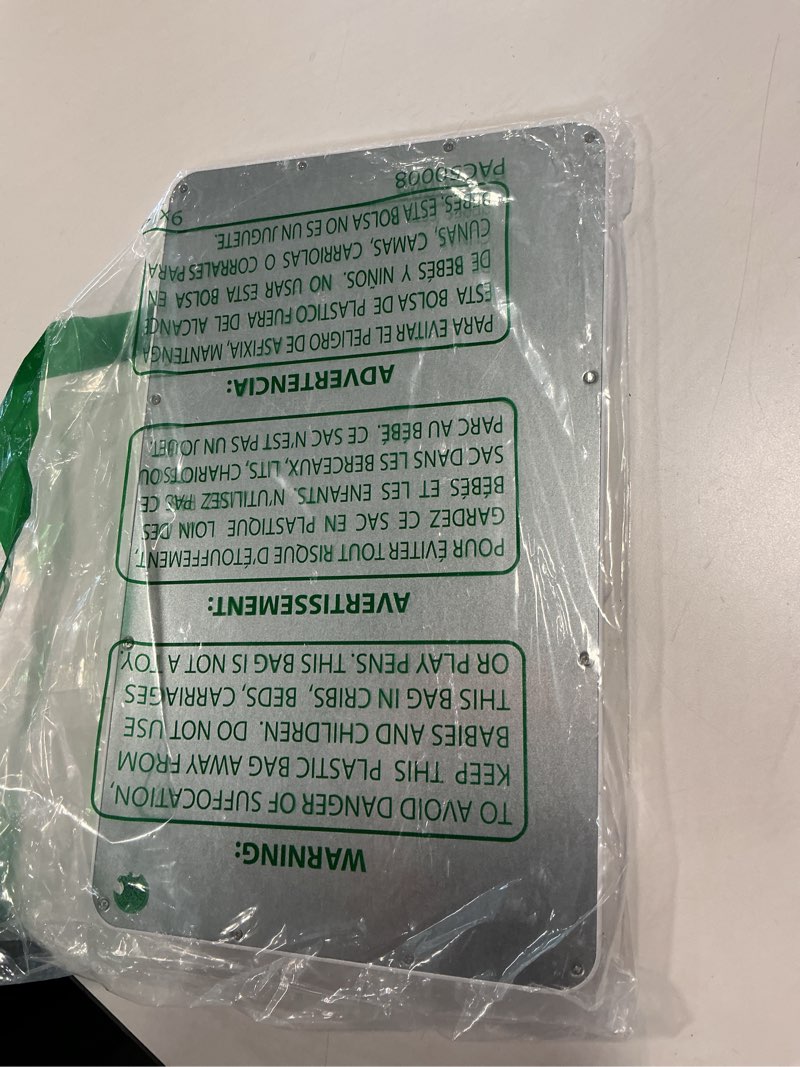 WARNING:
TO AVOID DANGER OF SUFFOCATION,
KEEP THIS PLASTIC BAG AWAY FROM
BABIES AND CHILDREN. DO NOT USE
THIS BAG IN CRIBS, BEDS, CARRIAGES
OR PLAY PENS. THIS BAG IS NOT A TOY.
AVERTISSEMENT:
POUR ÉVITER TOUT RISQUE D'ÉTOUFFEMENT,
GARDEZ CE SAC EN PLASTIQUE LOIN DES
BÉBÉS ET LES ENFANTS. N'UTILISEZ PAS CE
SAC DANS LES BERCEAUX, LITS, CHARIOTS OU
PARC AU BÉBÉ. CE SAC N'EST PAS UN JOUET.
ADVERTENCIA:
PARA EVITAR EL PELIGRO DE ASFIXIA, MANTENGA
ESTA BOLSA DE PLASTICO FUERA DEL ALCANCE
DE BEBÉS Y NIÑOS. NO USAR ESTA BOLSA EN
CUNAS, CAMAS, CARRIOLAS O CORRALES PARA
BEBÉS. ESTA BOLSA NO ES UN JUGUETE.